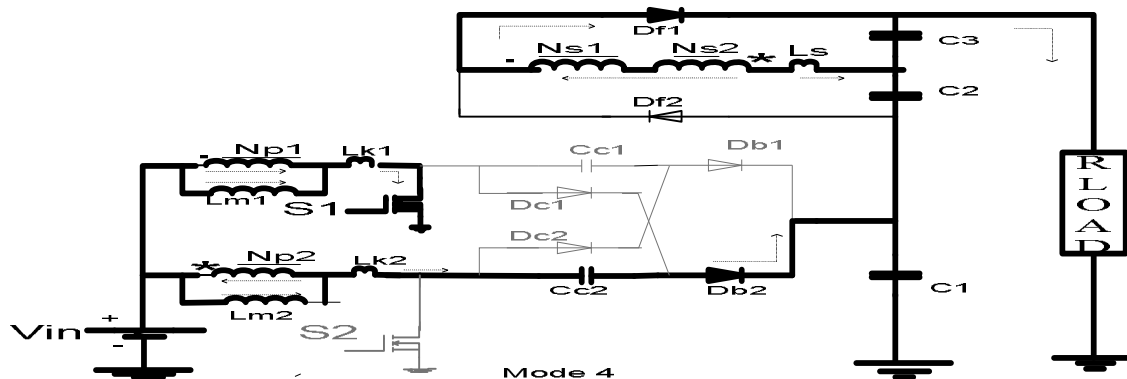 Df1
C3
Ns1 Ns2 * Ls
C2
Df2
Np1 Lk1 Cc1 Db1
Lm1
S1
Dc1
Dc2
RLOAD
* Np2 Lk2
Cc2 Db2 C1
Lm2
S2
Vin + -
Mode 4